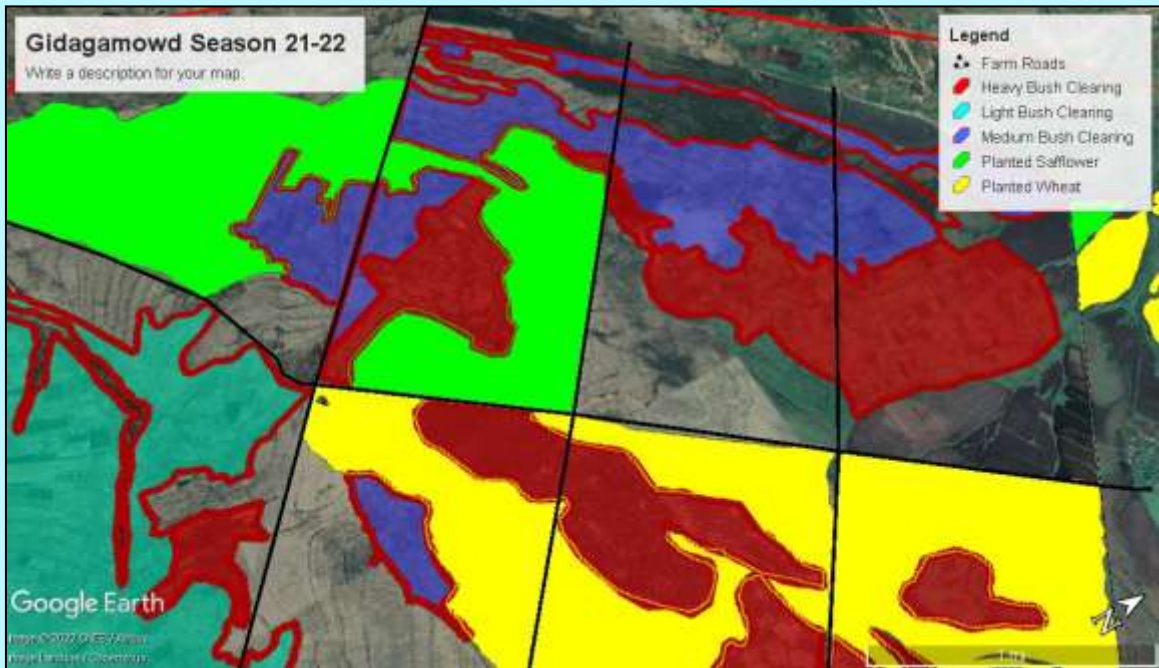 Gidagamowd Season 21-22
Write a description for your map.
Legend
Farm Roads
Heavy Bush Clearing
Light Bush Clearing
Medium Bush Clearing
Planted Safflower
Planted Wheat
Google Earth
N